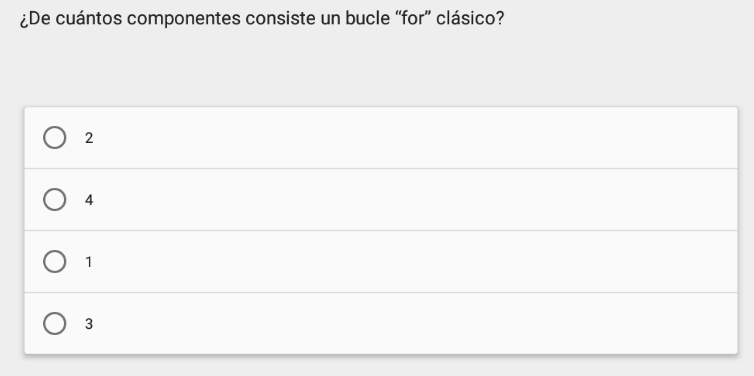 ¿De cuántos componentes consiste un bucle “for” clásico?
2
4
1
3